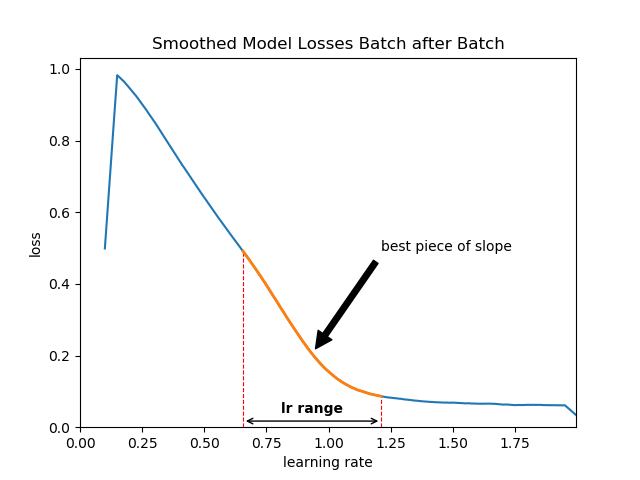 Smoothed Model Losses Batch after Batch
1.0
0.8
0.6
0.4
0.2
0.0
loss
best piece of slope
lr range
0.00 0.25 0.50 0.75 1.00 1.25 1.50 1.75
learning rate